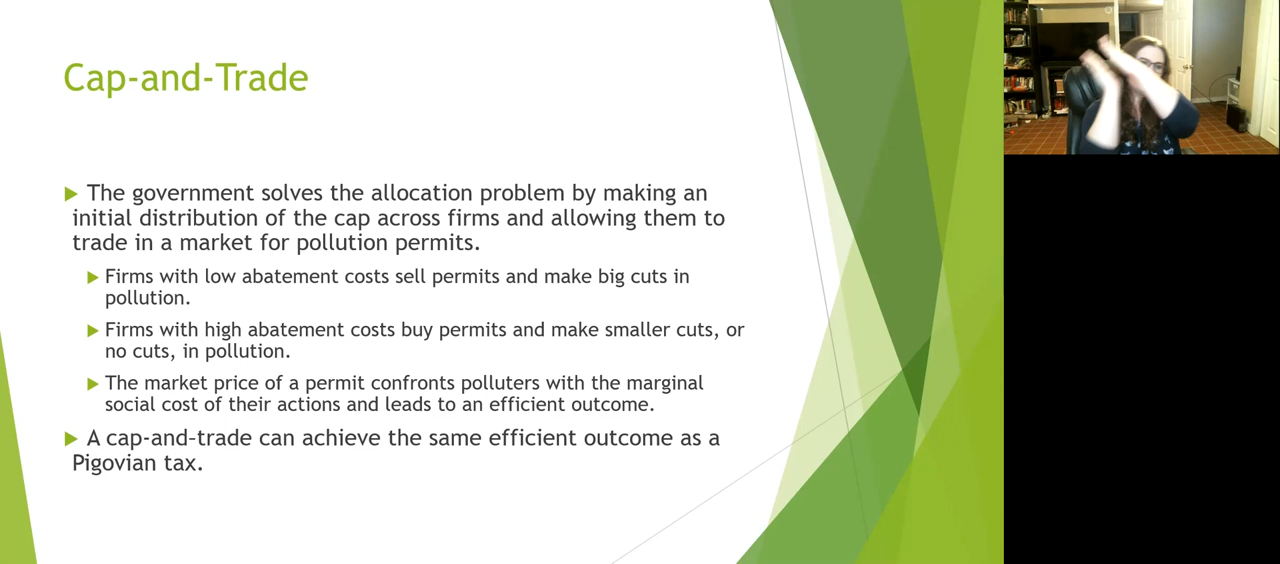 Cap-and-Trade
The government solves the allocation problem by making an
initial distribution of the cap across firms and allowing them to
trade in a market for pollution permits.
Firms with low abatement costs sell permits and make big cuts in
pollution.
Firms with high abatement costs buy permits and make smaller cuts, or
no cuts, in pollution.
The market price of a permit confronts polluters with the marginal
social cost of their actions and leads to an efficient outcome.
A cap-and-trade can achieve the same efficient outcome as a
Pigovian tax.